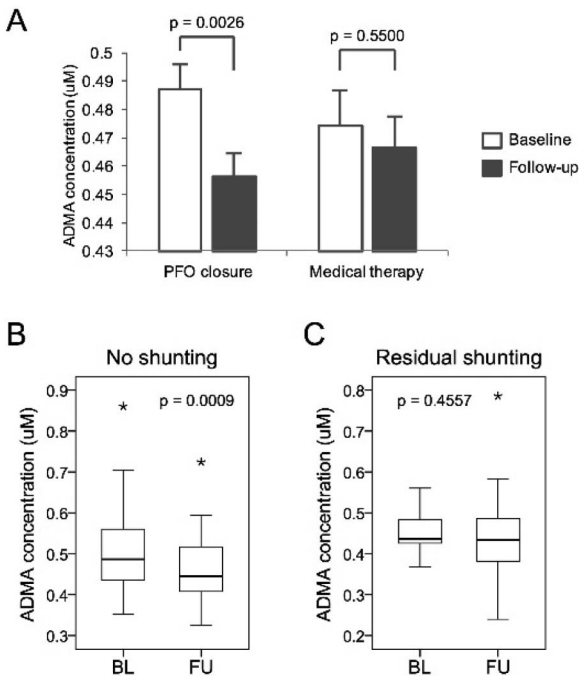 A
p = 0.0026
p = 0.5500
0.5
0.49
0.48
0.47
0.46
0.45
0.44
0.43
ADMA concentration (uM)
Baseline
Follow-up
PFO closure
Medical therapy
B
No shunting
p = 0.0009
*
*
0.9
0.8
0.7
0.6
0.5
0.4
0.3
ADMA concentration (uM)
BL
FU
C
Residual shunting
p = 0.4557
*
0.8
0.7
0.6
0.5
0.4
0.3
0.2
ADMA concentration (uM)
BL
FU